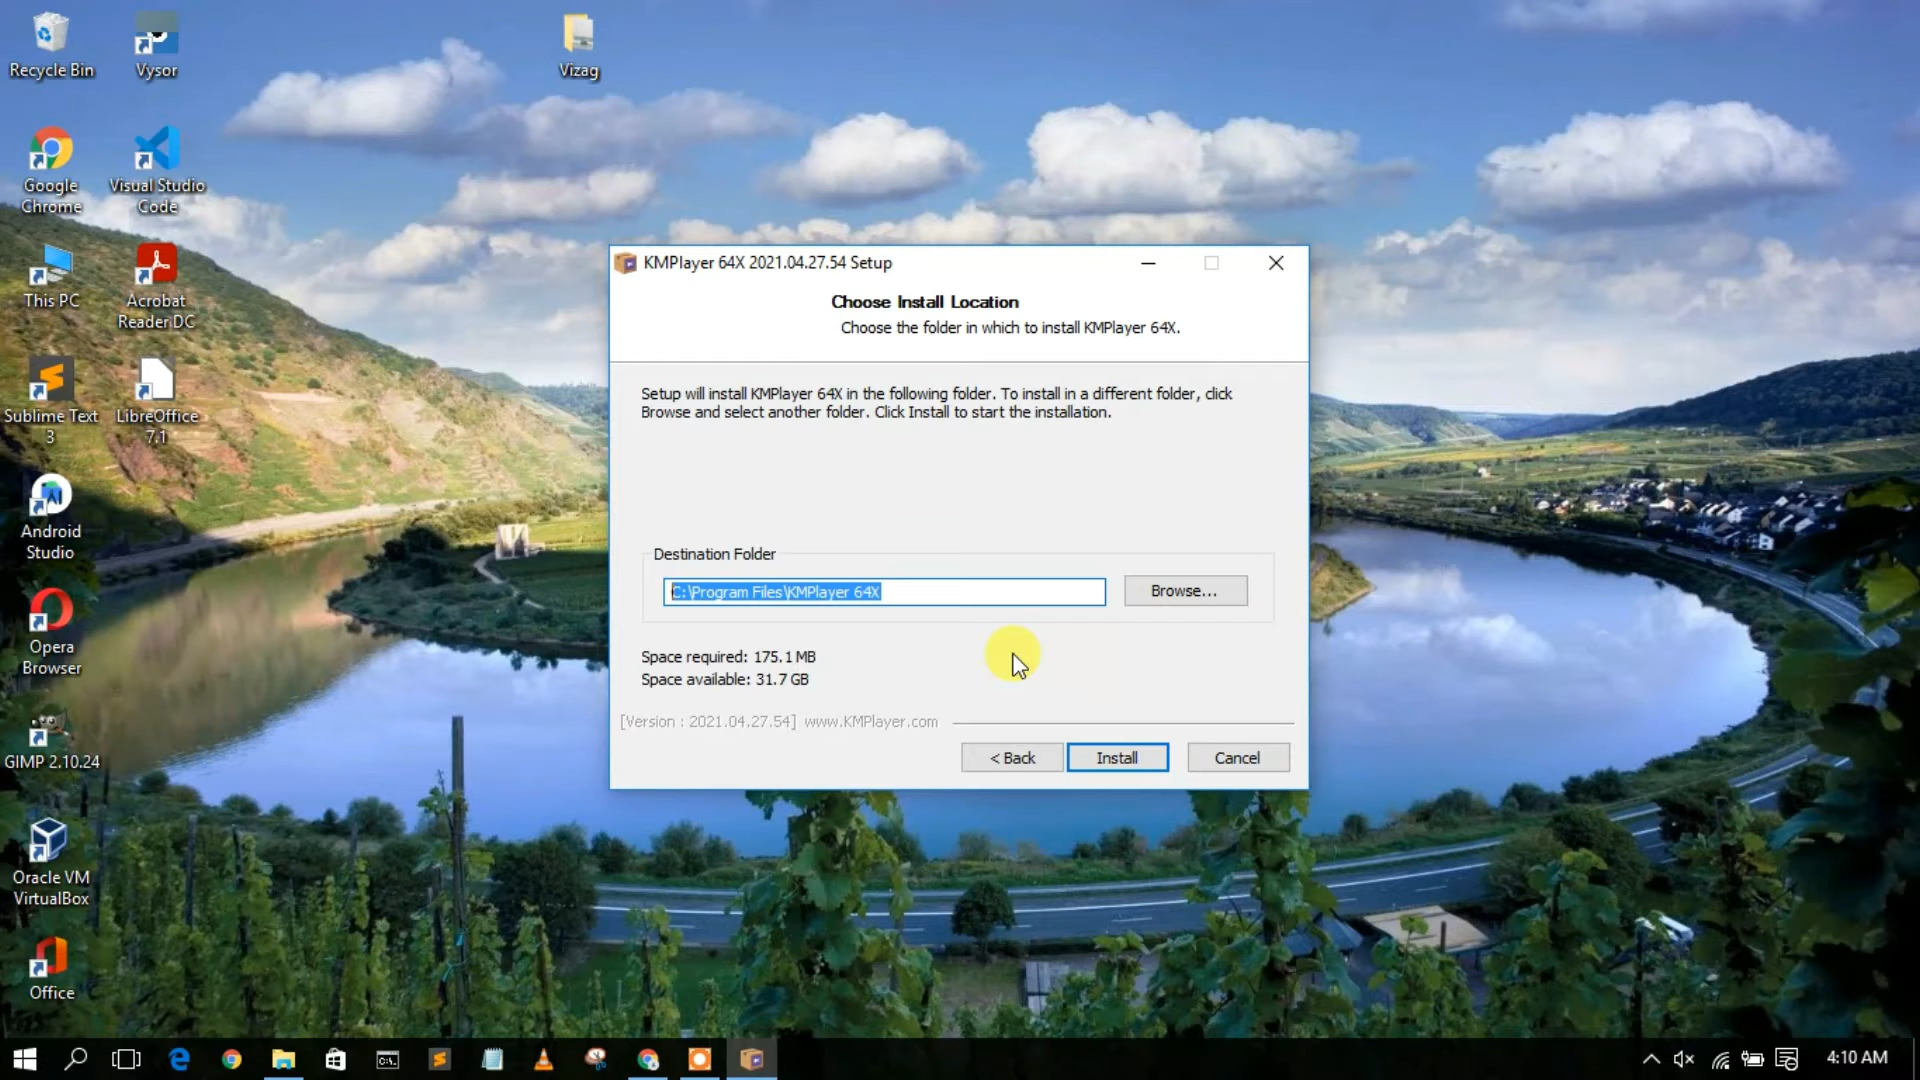 Recycle Bin
Vysor
Vizag
Google
Chrome
Visual Studio
Code
This PC
Acrobat
Reader DC
Sublime Text
3
LibreOffice
7.1
Android
Studio
Opera
Browser
GIMP 2.10.24
Oracle VM
VirtualBox
Office
KMPlayer 64X 2021.04.27.54 Setup
Choose Install Location
Choose the folder in which to install KMPlayer 64X.
Setup will install KMPlayer 64X in the following folder. To install in a different folder, click
Browse and select another folder. Click Install to start the installation.
Destination Folder
C:\Program Files\KMPlayer 64X
Browse...
Space required: 175.1 MB
Space available: 31.7 GB
[Version : 2021.04.27.54] www.KMPlayer.com
< Back
Install
Cancel
4:10 AM